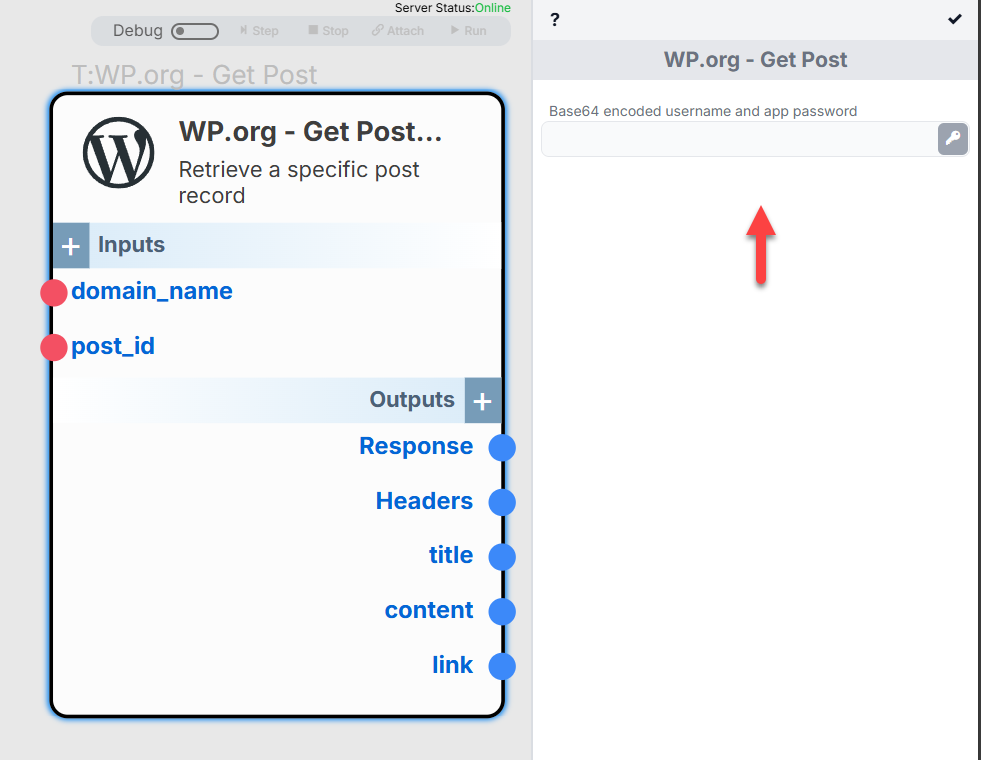 Server Status:Online
Debug Step Stop Attach Run
T:WP.org - Get Post
WP.org - Get Post...
Retrieve a specific post
record
+ Inputs
domain_name
post_id
Outputs +
Response
Headers
title
content
link
?
WP.org - Get Post
Base64 encoded username and app password